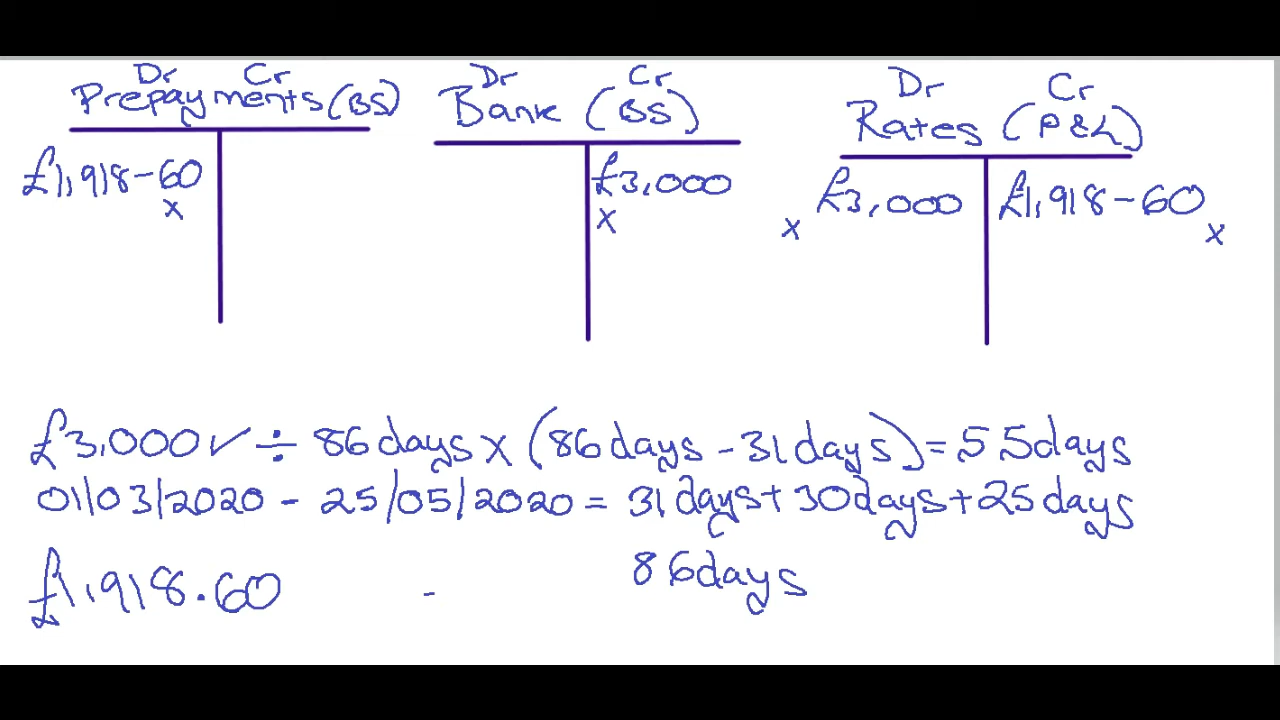 Dr Cr Dr Cr Dr Cr
Prepayments (BS) Bank (BS) Rates (P&L)
£1,918-60 £3,000 £3,000 £1,918-60
x x x x
£3,000 ✓ ÷ 86 days x (86 days - 31 days) = 55 days
01/03/2020 - 25/05/2020 = 31 days + 30 days + 25 days
£1,918.60 - 86 days